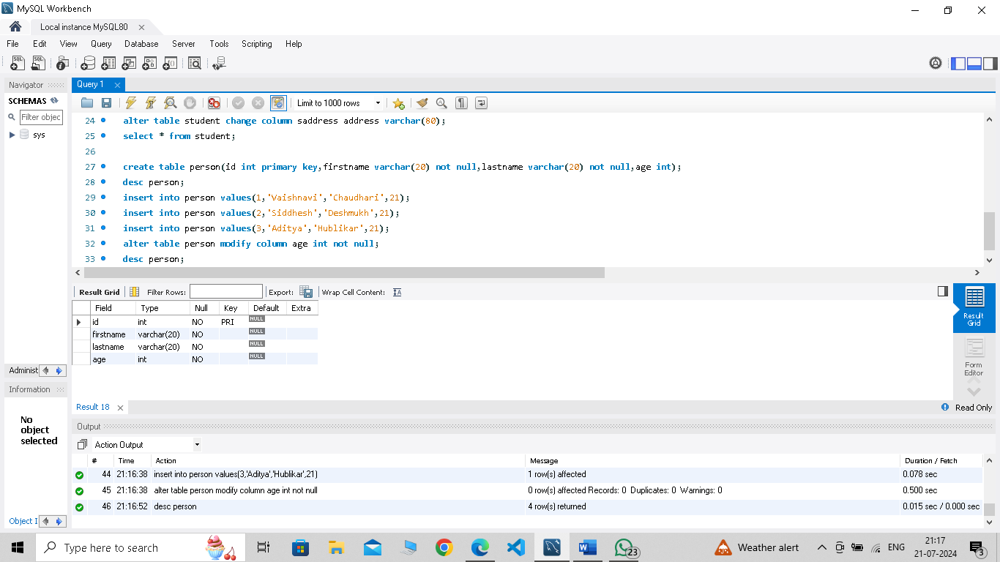 MySQL Workbench
Local instance MySQL80
File Edit View Query Database Server Tools Scripting Help
Navigator
SCHEMAS
Filter objec
sys
Administ
Information
No
object
selected
Object I
Query 1
Limit to 1000 rows
24 alter table student change column saddress address varchar(80);
25 select * from student;
26
27 create table person(id int primary key,firstname varchar(20) not null,lastname varchar(20) not null,age int);
28 desc person;
29 insert into person values(1,'Vaishnavi','Chaudhari',21);
30 insert into person values(2,'Siddhesh','Deshmukh',21);
31 insert into person values(3,'Aditya','Hublikar',21);
32 alter table person modify column age int not null;
33 desc person;
Result Grid Filter Rows: Export: Wrap Cell Content:
Field Type Null Key Default Extra
id int NO PRI NULL
firstname varchar(20) NO NULL
lastname varchar(20) NO NULL
age int NO NULL
Result
Grid
Form
Editor
Result 18
Read Only
Output
Action Output
# Time Action Message Duration / Fetch
44 21:16:38 insert into person values(3,'Aditya','Hublikar',21) 1 row(s) affected 0.078 sec
45 21:16:38 alter table person modify column age int not null 0 row(s) affected Records: 0 Duplicates: 0 Warnings: 0 0.500 sec
46 21:16:52 desc person 4 row(s) returned 0.015 sec / 0.000 sec
Type here to search
23
Weather alert
ENG
21:17
21-07-2024
3